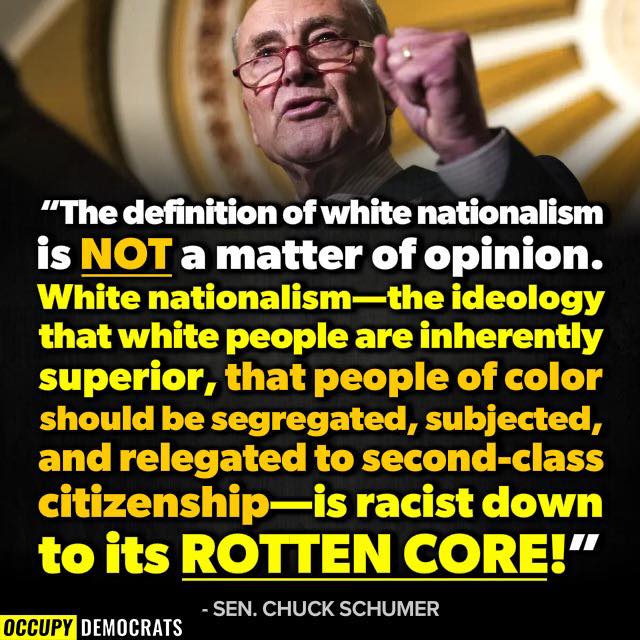 “The definition of white nationalism
is NOT a matter of opinion.
White nationalism—the ideology
that white people are inherently
superior, that people of color
should be segregated, subjected,
and relegated to second-class
citizenship—is racist down
to its ROTTEN CORE!”
- SEN. CHUCK SCHUMER
OCCUPY DEMOCRATS